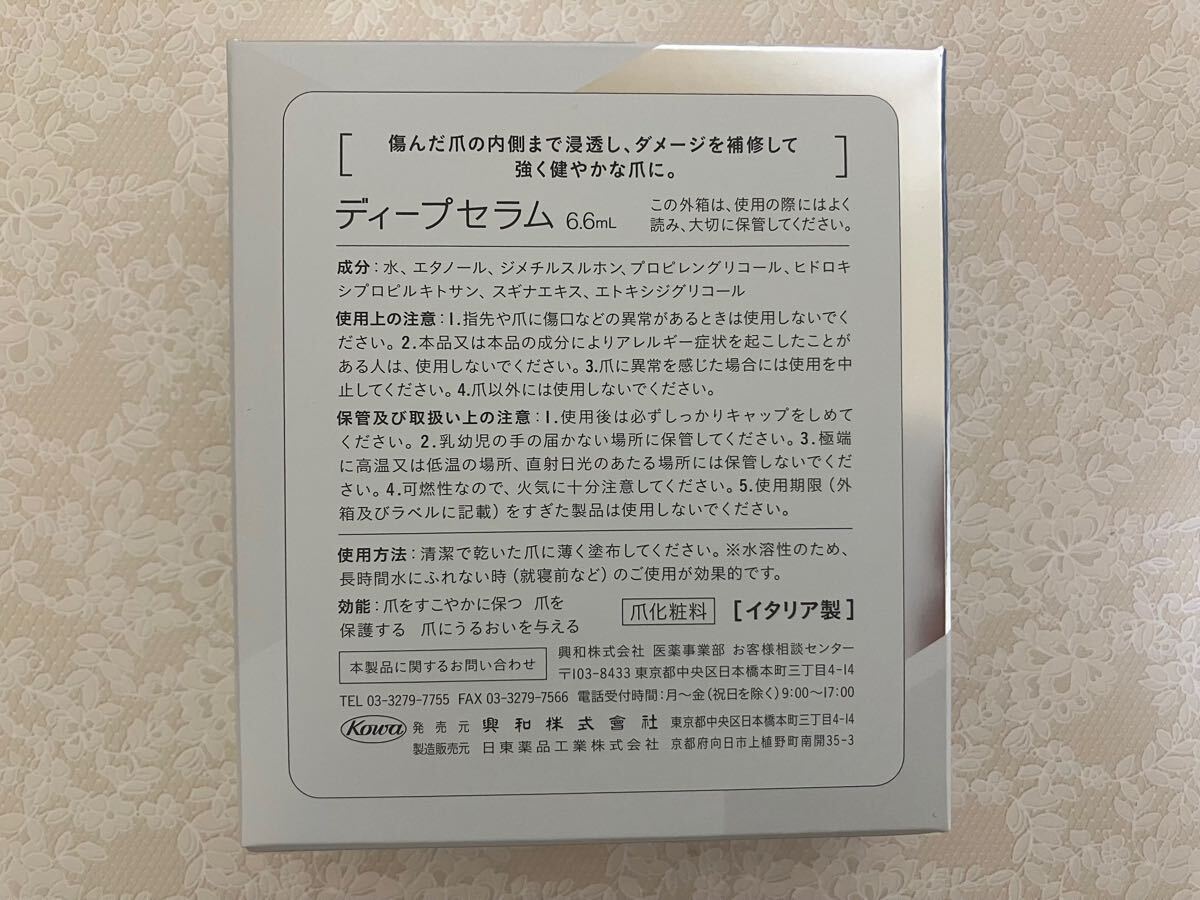 傷んだ爪の内側まで浸透し、ダメージを補修して
強く健やかな爪に。
ディープセラム 6.6mL
この外箱は、使用の際にはよく
読み、大切に保管してください。
成分：水、エタノール、ジメチルスルホン、プロピレングリコール、ヒドロキ
シプロピルキトサン、スギナエキス、エトキシジグリコール
使用上の注意：1.指先や爪に傷口などの異常があるときは使用しないでく
ださい。2.本品又は本品の成分によりアレルギー症状を起こしたことが
ある人は、使用しないでください。3.爪に異常を感じた場合には使用を中
止してください。4.爪以外には使用しないでください。
保管及び取扱い上の注意：1.使用後は必ずしっかりキャップをしめて
ください。2.乳幼児の手の届かない場所に保管してください。3.極端
に高温又は低温の場所、直射日光のあたる場所には保管しないでくだ
さい。4.可燃性なので、火気に十分注意してください。5.使用期限（外
箱及びラベルに記載）をすぎた製品は使用しないでください。
使用方法：清潔で乾いた爪に薄く塗布してください。※水溶性のため、
長時間水にふれない時（就寝前など）のご使用が効果的です。
効能：爪をすこやかに保つ 爪を
保護する 爪にうるおいを与える
爪化粧料 [イタリア製]
本製品に関するお問い合わせ
興和株式会社 医薬事業部 お客様相談センター
〒103-8433 東京都中央区日本橋本町三丁目4-14
TEL 03-3279-7755 FAX 03-3279-7566 電話受付時間：月〜金（祝日を除く）9:00〜17:00
Kowa 発売元 興和株式會社 東京都中央区日本橋本町三丁目4-14
製造販売元 日東薬品工業株式会社 京都府向日市上植野町南開35-3